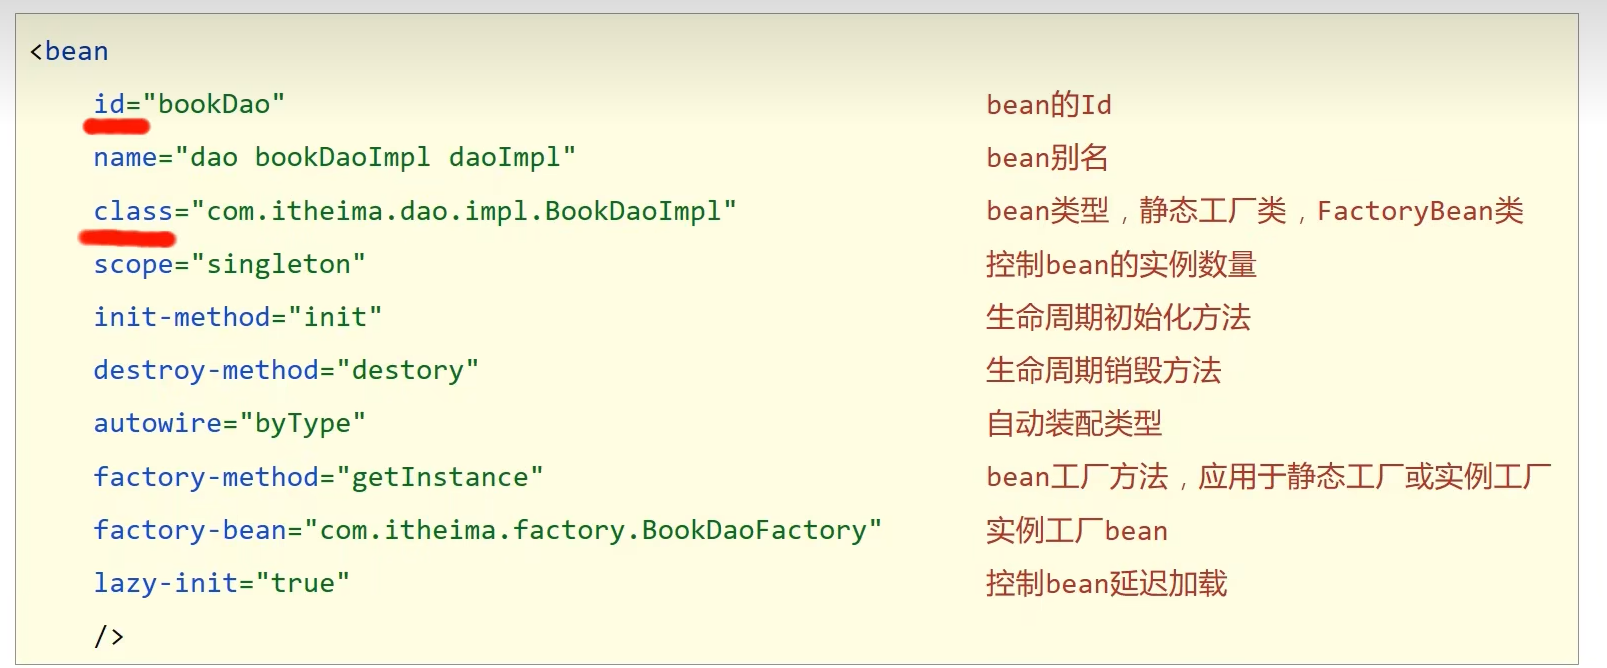 <bean
id="bookDao" bean的Id
name="dao bookDaoImpl daoImpl" bean别名
class="com.itheima.dao.impl.BookDaoImpl" bean类型，静态工厂类，FactoryBean类
scope="singleton" 控制bean的实例数量
init-method="init" 生命周期初始化方法
destroy-method="destory" 生命周期销毁方法
autowire="byType" 自动装配类型
factory-method="getInstance" bean工厂方法，应用于静态工厂或实例工厂
factory-bean="com.itheima.factory.BookDaoFactory" 实例工厂bean
lazy-init="true" 控制bean延迟加载
/>